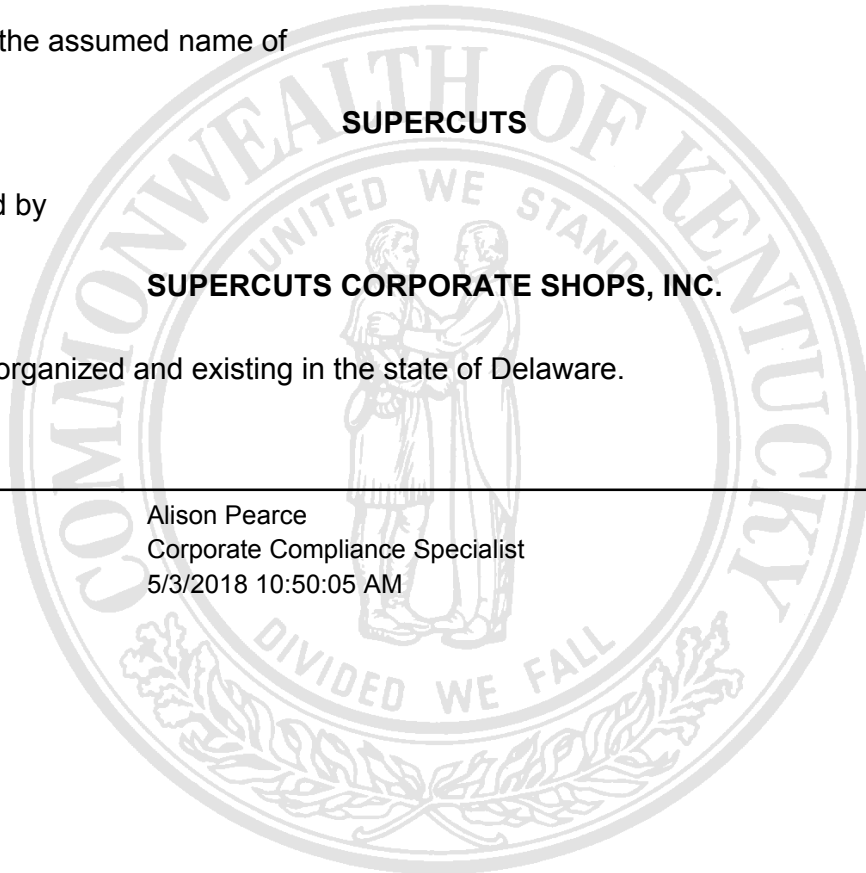 the assumed name of
SUPERCUTS
d by
SUPERCUTS CORPORATE SHOPS, INC.
organized and existing in the state of Delaware.
Alison Pearce
Corporate Compliance Specialist
5/3/2018 10:50:05 AM
COMMONWEALTH OF KENTUCKY
UNITED WE STAND
DIVIDED WE FALL